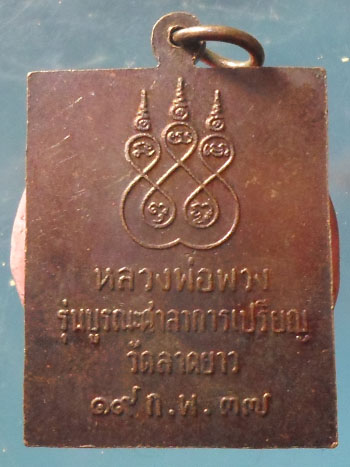 หลวงพ่อพวง
รุ่นบูรณะศาลาการเปรียญ
วัดลาดยาว
๑๙ ก.พ. ๓๗